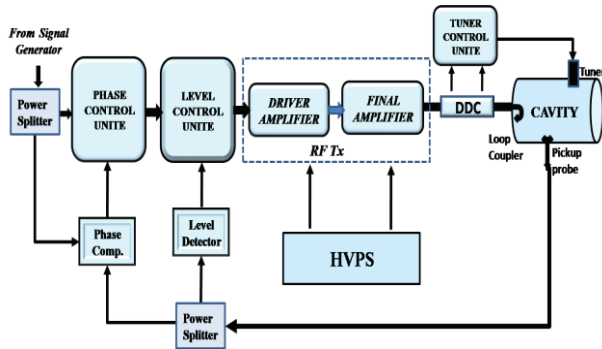 From Signal
Generator
Power
Splitter
PHASE
CONTROL
UNITE
LEVEL
CONTROL
UNITE
DRIVER
AMPLIFIER
FINAL
AMPLIFIER
RF Tx
TUNER
CONTROL
UNITE
DDC
Tuner
CAVITY
Loop
Coupler
Pickup
probe
Phase
Comp.
Level
Detector
HVPS
Power
Splitter